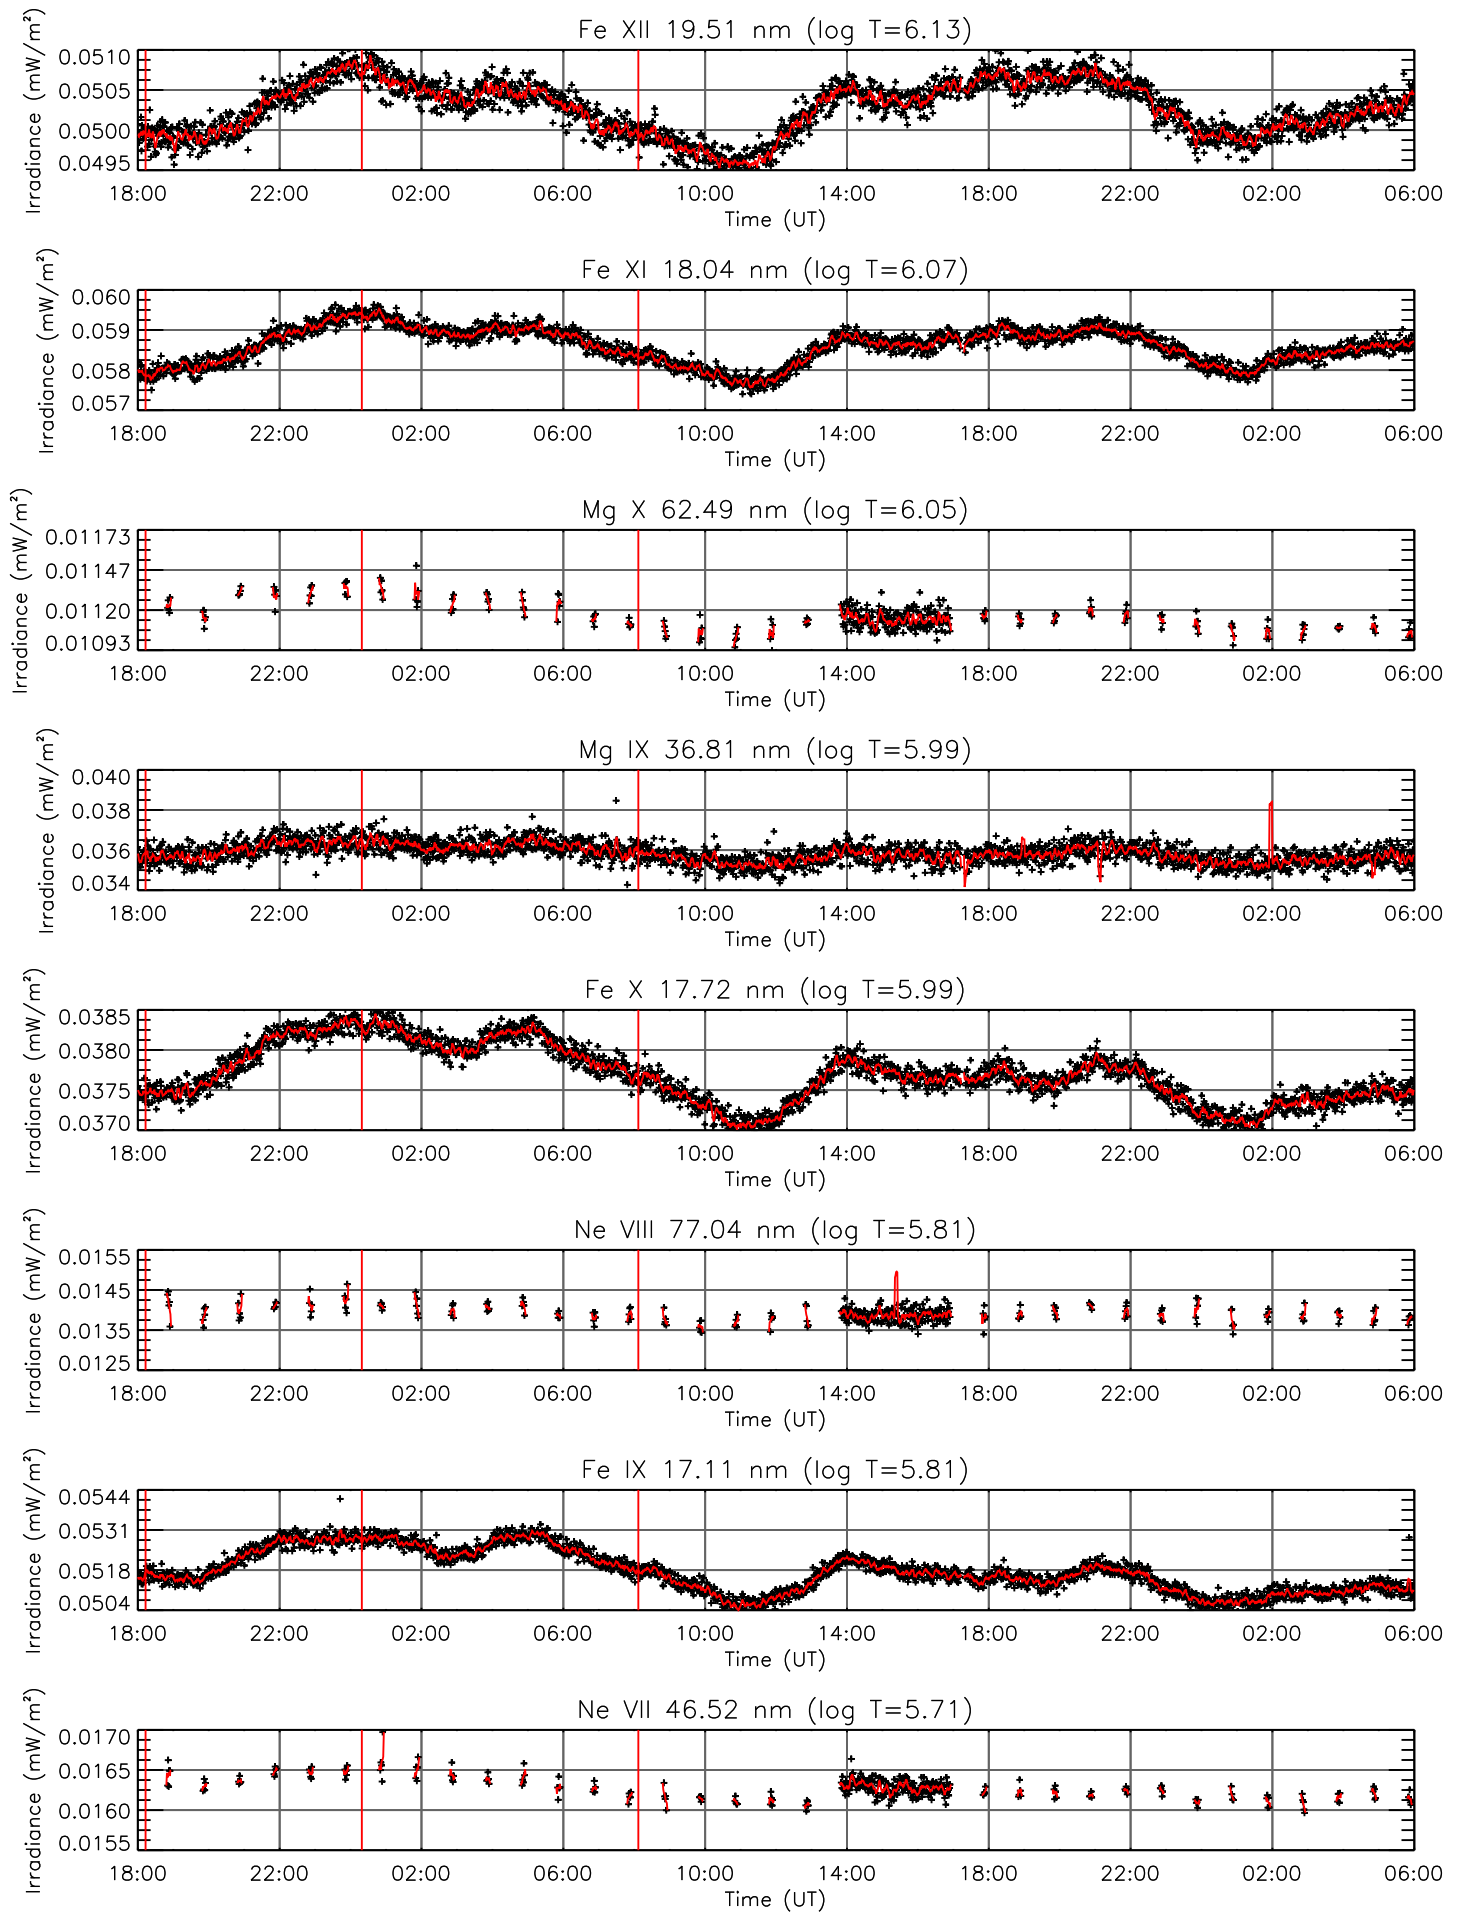 Fe XII 19.51 nm (log T=6.13)
Irradiance (mW/m²)
0.0510
0.0505
0.0500
0.0495
18:00 22:00 02:00 06:00 10:00 14:00 18:00 22:00 02:00 06:00
Time (UT)
Fe XI 18.04 nm (log T=6.07)
Irradiance (mW/m²)
0.060
0.059
0.058
0.057
18:00 22:00 02:00 06:00 10:00 14:00 18:00 22:00 02:00 06:00
Time (UT)
Mg X 62.49 nm (log T=6.05)
Irradiance (mW/m²)
0.01173
0.01147
0.01120
0.01093
18:00 22:00 02:00 06:00 10:00 14:00 18:00 22:00 02:00 06:00
Time (UT)
Mg IX 36.81 nm (log T=5.99)
Irradiance (mW/m²)
0.040
0.038
0.036
0.034
18:00 22:00 02:00 06:00 10:00 14:00 18:00 22:00 02:00 06:00
Time (UT)
Fe X 17.72 nm (log T=5.99)
Irradiance (mW/m²)
0.0385
0.0380
0.0375
0.0370
18:00 22:00 02:00 06:00 10:00 14:00 18:00 22:00 02:00 06:00
Time (UT)
Ne VIII 77.04 nm (log T=5.81)
Irradiance (mW/m²)
0.0155
0.0145
0.0135
0.0125
18:00 22:00 02:00 06:00 10:00 14:00 18:00 22:00 02:00 06:00
Time (UT)
Fe IX 17.11 nm (log T=5.81)
Irradiance (mW/m²)
0.0544
0.0531
0.0518
0.0504
18:00 22:00 02:00 06:00 10:00 14:00 18:00 22:00 02:00 06:00
Time (UT)
Ne VII 46.52 nm (log T=5.71)
Irradiance (mW/m²)
0.0170
0.0165
0.0160
0.0155
18:00 22:00 02:00 06:00 10:00 14:00 18:00 22:00 02:00 06:00
Time (UT)